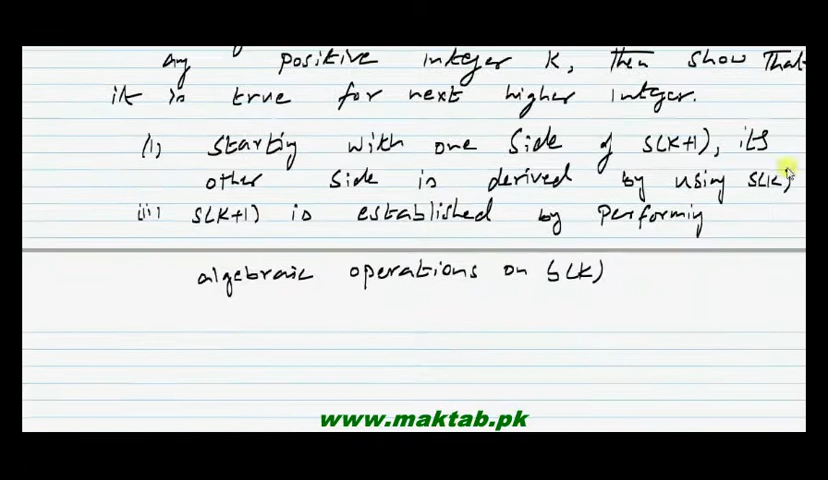 any positive integer K, then show that
it is true for next higher integer.
(i) starting with one side of S(K+1), its
other side is derived by using S(K)
(ii) S(K+1) is established by performing
algebraic operations on S(K)
www.maktab.pk